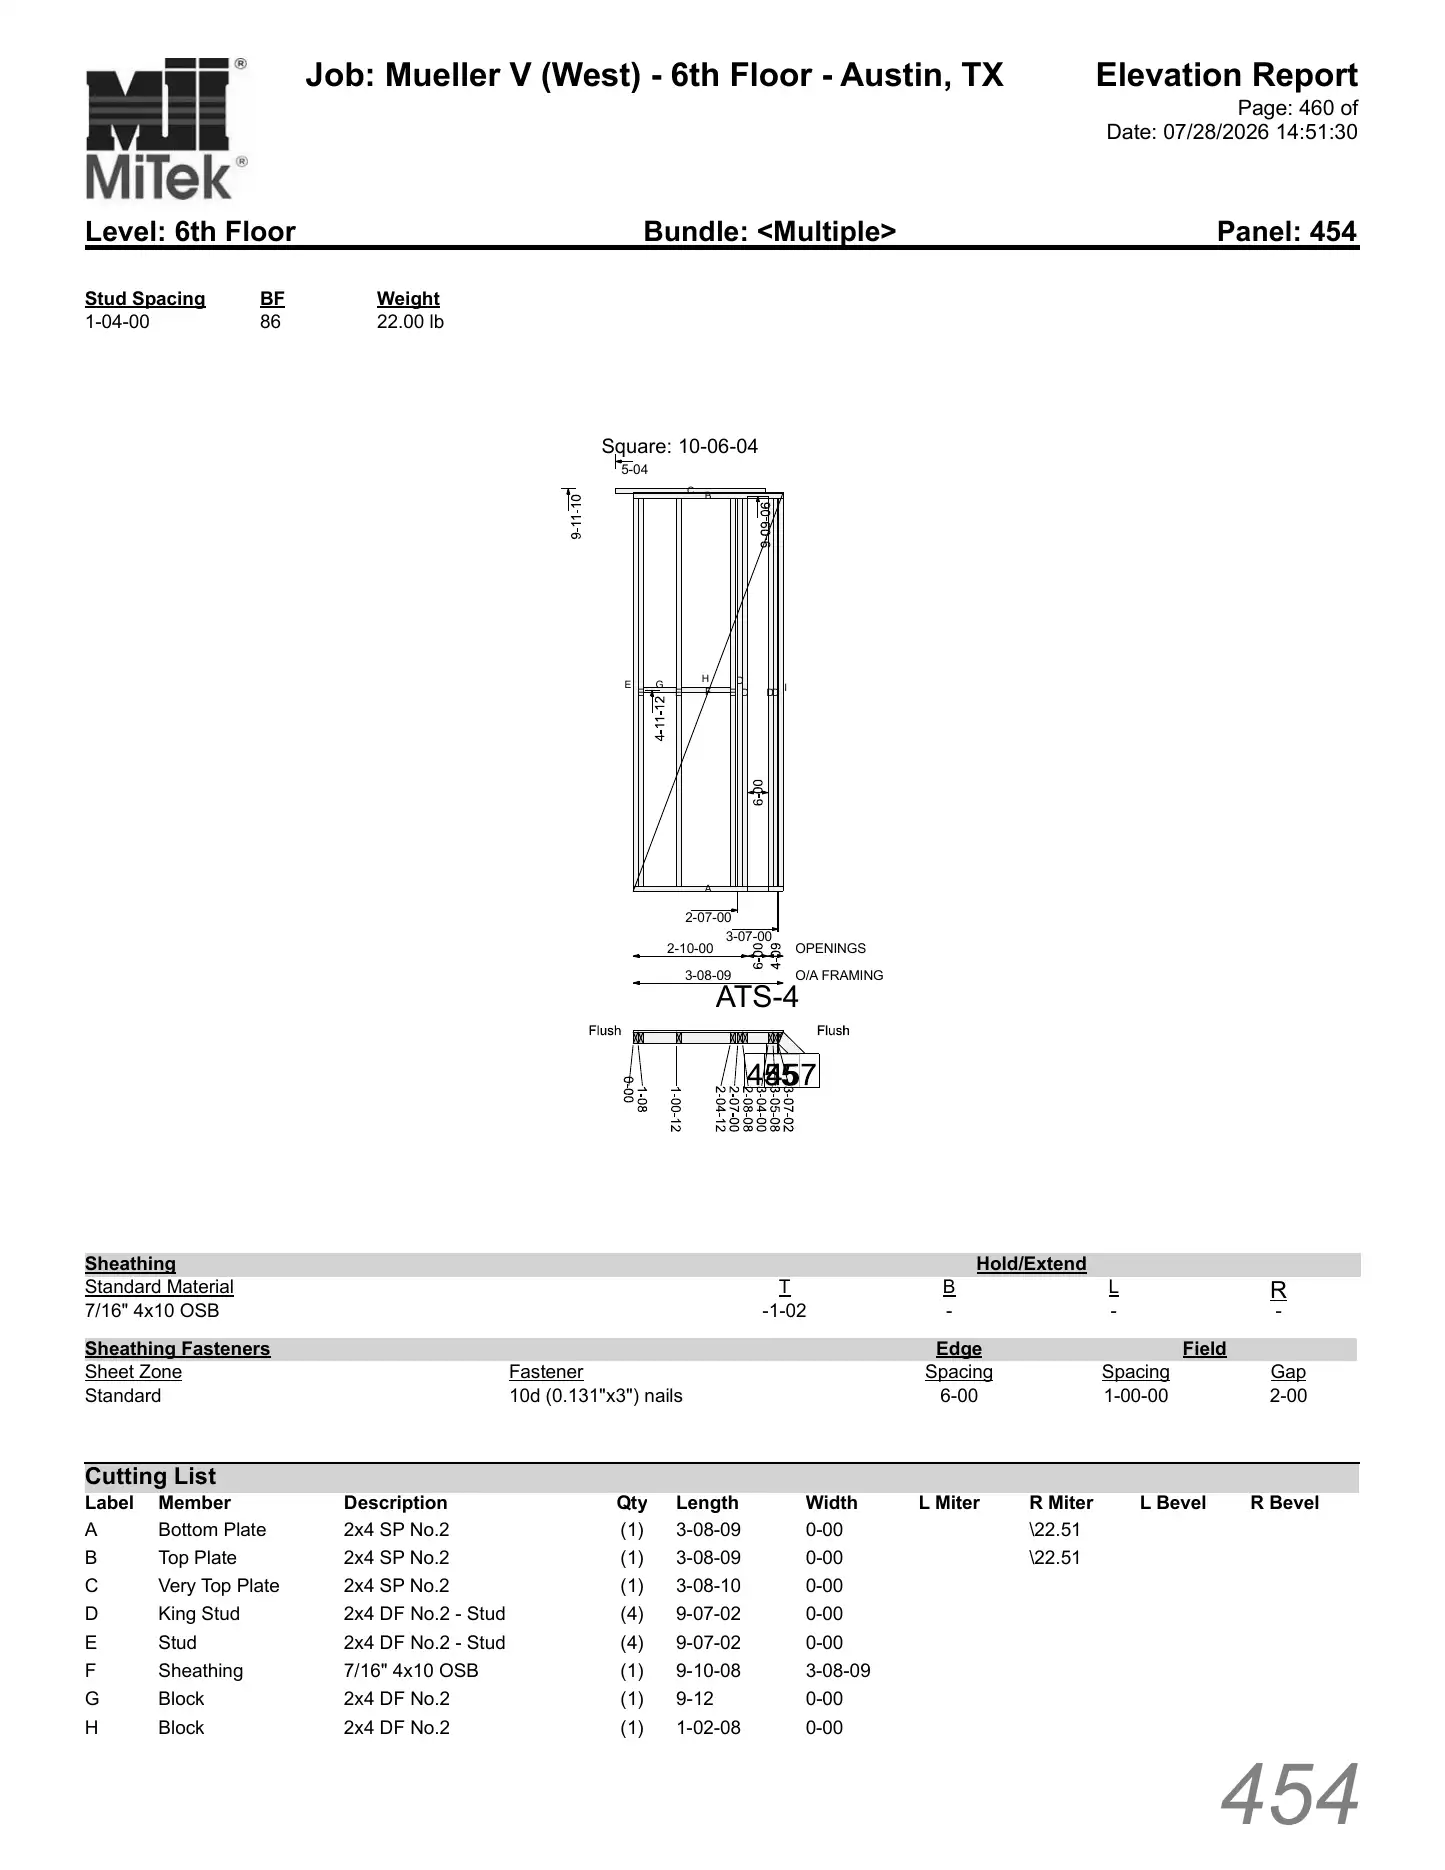 MiTek®
Job: Mueller V (West) - 6th Floor - Austin, TX
Elevation Report
Page: 460 of
Date: 07/28/2026 14:51:30
Level: 6th Floor Bundle: <Multiple> Panel: 454
Stud Spacing BF Weight
1-04-00 86 22.00 lb
Square: 10-06-04
5-04
C
B
9-11-10
9-09-06
E G H D I
F D D D
4-11-12
6-00
A
2-07-00
3-07-00
2-10-00 6-00 4-09 OPENINGS
3-08-09 O/A FRAMING
ATS-4
Flush Flush
457
0-00 1-08 1-00-12 2-04-12 2-07-00 2-08-08 3-04-00 3-05-08 3-07-02
Sheathing Hold/Extend
Standard Material T B L R
7/16" 4x10 OSB -1-02 - - -
Sheathing Fasteners Edge Field
Sheet Zone Fastener Spacing Spacing Gap
Standard 10d (0.131"x3") nails 6-00 1-00-00 2-00
Cutting List
Label Member Description Qty Length Width L Miter R Miter L Bevel R Bevel
A Bottom Plate 2x4 SP No.2 (1) 3-08-09 0-00 \22.51
B Top Plate 2x4 SP No.2 (1) 3-08-09 0-00 \22.51
C Very Top Plate 2x4 SP No.2 (1) 3-08-10 0-00
D King Stud 2x4 DF No.2 - Stud (4) 9-07-02 0-00
E Stud 2x4 DF No.2 - Stud (4) 9-07-02 0-00
F Sheathing 7/16" 4x10 OSB (1) 9-10-08 3-08-09
G Block 2x4 DF No.2 (1) 9-12 0-00
H Block 2x4 DF No.2 (1) 1-02-08 0-00
454